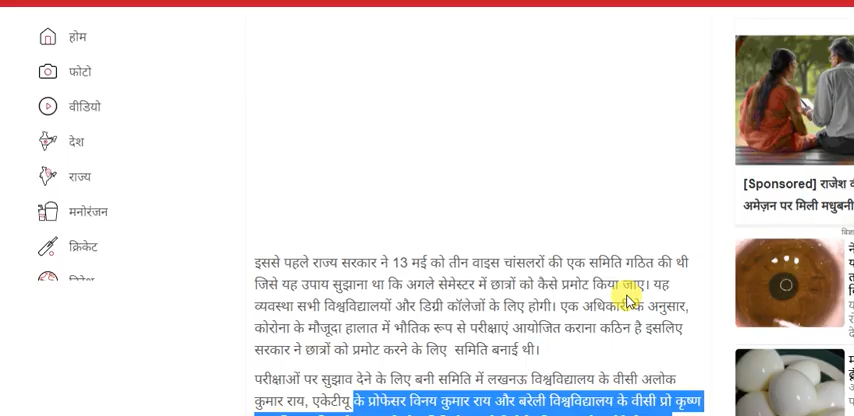 होम
फोटो
वीडियो
देश
राज्य
मनोरंजन
क्रिकेट
इससे पहले राज्य सरकार ने 13 मई को तीन वाइस चांसलरों की एक समिति गठित की थी
जिसे यह उपाय सुझाना था कि अगले सेमेस्टर में छात्रों को कैसे प्रमोट किया जाए। यह
व्यवस्था सभी विश्वविद्यालयों और डिग्री कॉलेजों के लिए होगी। एक अधिकारी के अनुसार,
कोरोना के मौजूदा हालात में भौतिक रूप से परीक्षाएं आयोजित कराना कठिन है इसलिए
सरकार ने छात्रों को प्रमोट करने के लिए समिति बनाई थी।
परीक्षाओं पर सुझाव देने के लिए बनी समिति में लखनऊ विश्वविद्यालय के वीसी अलोक
कुमार राय, एकेटीयू के प्रोफेसर विनय कुमार राय और बरेली विश्वविद्यालय के वीसी प्रो कृष्ण
[Sponsored] राजेश
अमेज़न पर मिली मधुबनी